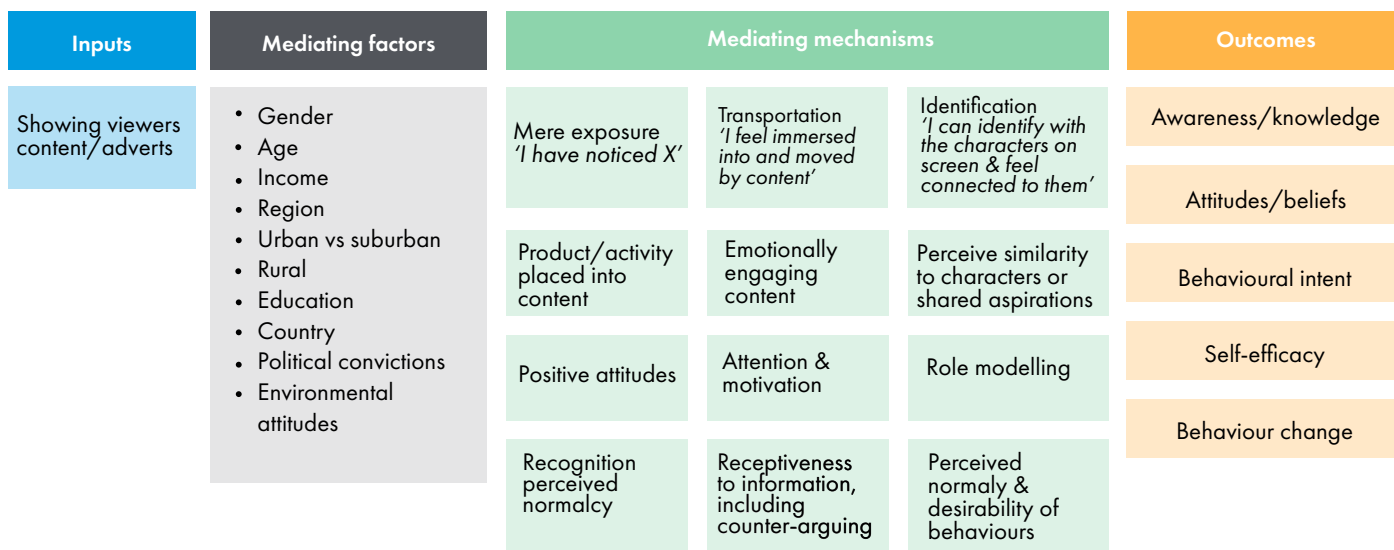 Inputs
Mediating factors
Mediating mechanisms
Outcomes
Showing viewers
content/adverts
• Gender
• Age
• Income
• Region
• Urban vs suburban
• Rural
• Education
• Country
• Political convictions
• Environmental
attitudes
Mere exposure
‘I have noticed X’
Transportation
‘I feel immersed
into and moved
by content’
Identification
‘I can identify with
the characters on
screen & feel
connected to them’
Product/activity
placed into
content
Emotionally
engaging
content
Perceive similarity
to characters or
shared aspirations
Positive attitudes
Attention &
motivation
Role modelling
Recognition
perceived
normalcy
Receptiveness
to information,
including
counter-arguing
Perceived
normaly &
desirability of
behaviours
Awareness/knowledge
Attitudes/beliefs
Behavioural intent
Self-efficacy
Behaviour change